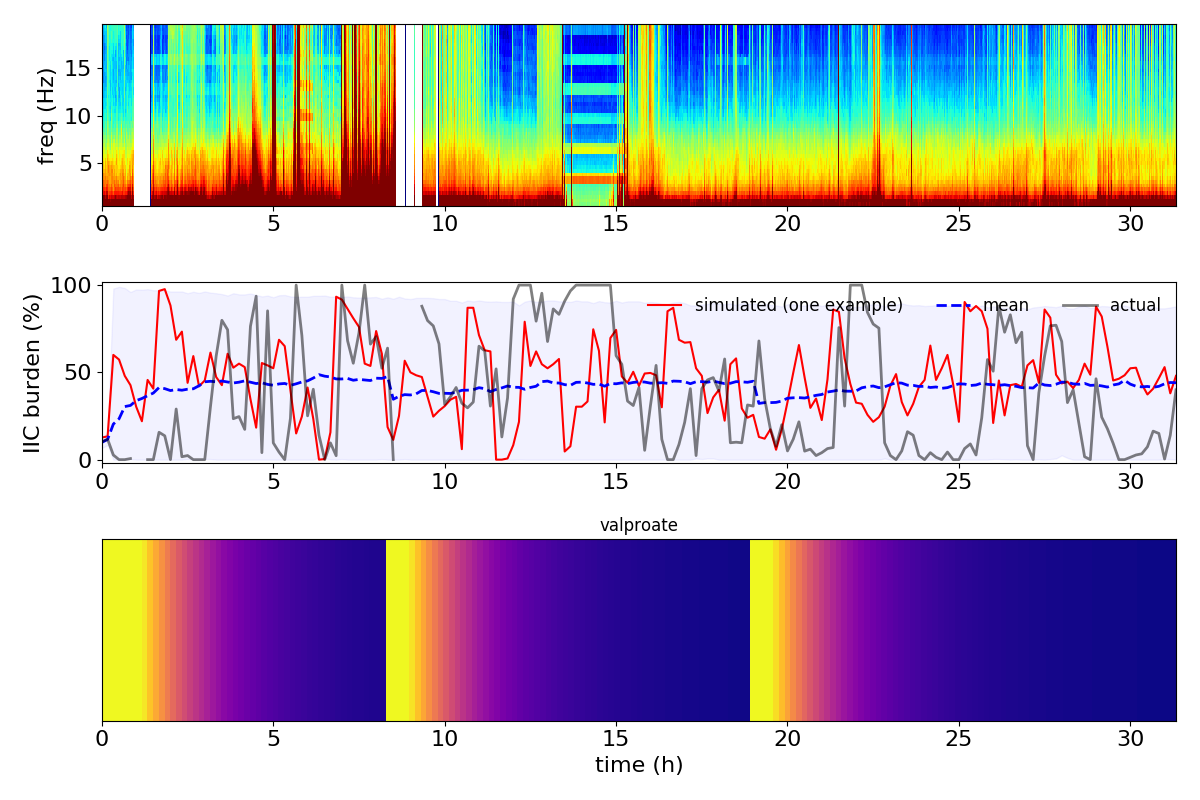 freq (Hz)
15
10
5
0 5 10 15 20 25 30
IIC burden (%)
100
50
0
simulated (one example) mean actual
0 5 10 15 20 25 30
valproate
0 5 10 15 20 25 30
time (h)